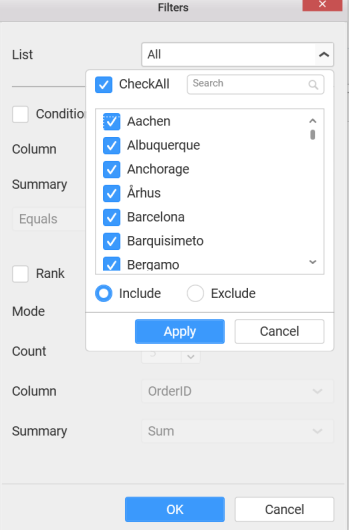 Filters
List
All
CheckAll
Search
Conditio
Aachen
Albuquerque
Column
Anchorage
Summary
Århus
Equals
Barcelona
Barquisimeto
Bergamo
Rank
Include
Exclude
Mode
Apply
Cancel
Count
5
Column
OrderID
Summary
Sum
OK
Cancel